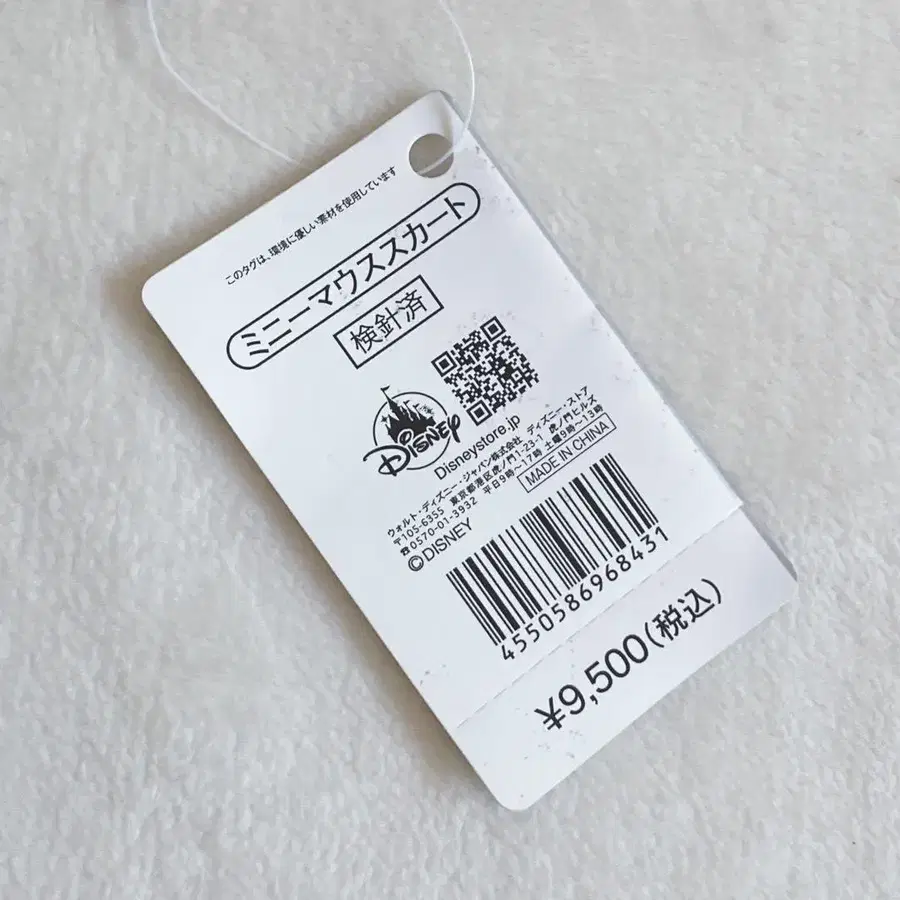 このタグは、環境に優しい素材を使用しています
ミニーマウススカート
検針済
Disney
Disneystore.jp
ウォルト・ディズニー・ジャパン株式会社 ディズニー・ストア
〒105-6355 東京都港区虎ノ門1-23-1 虎ノ門ヒルズ
☎0570-01-3932 平日9時〜17時 土曜9時〜13時
©DISNEY
MADE IN CHINA
4550586968431
¥9,500(税込)